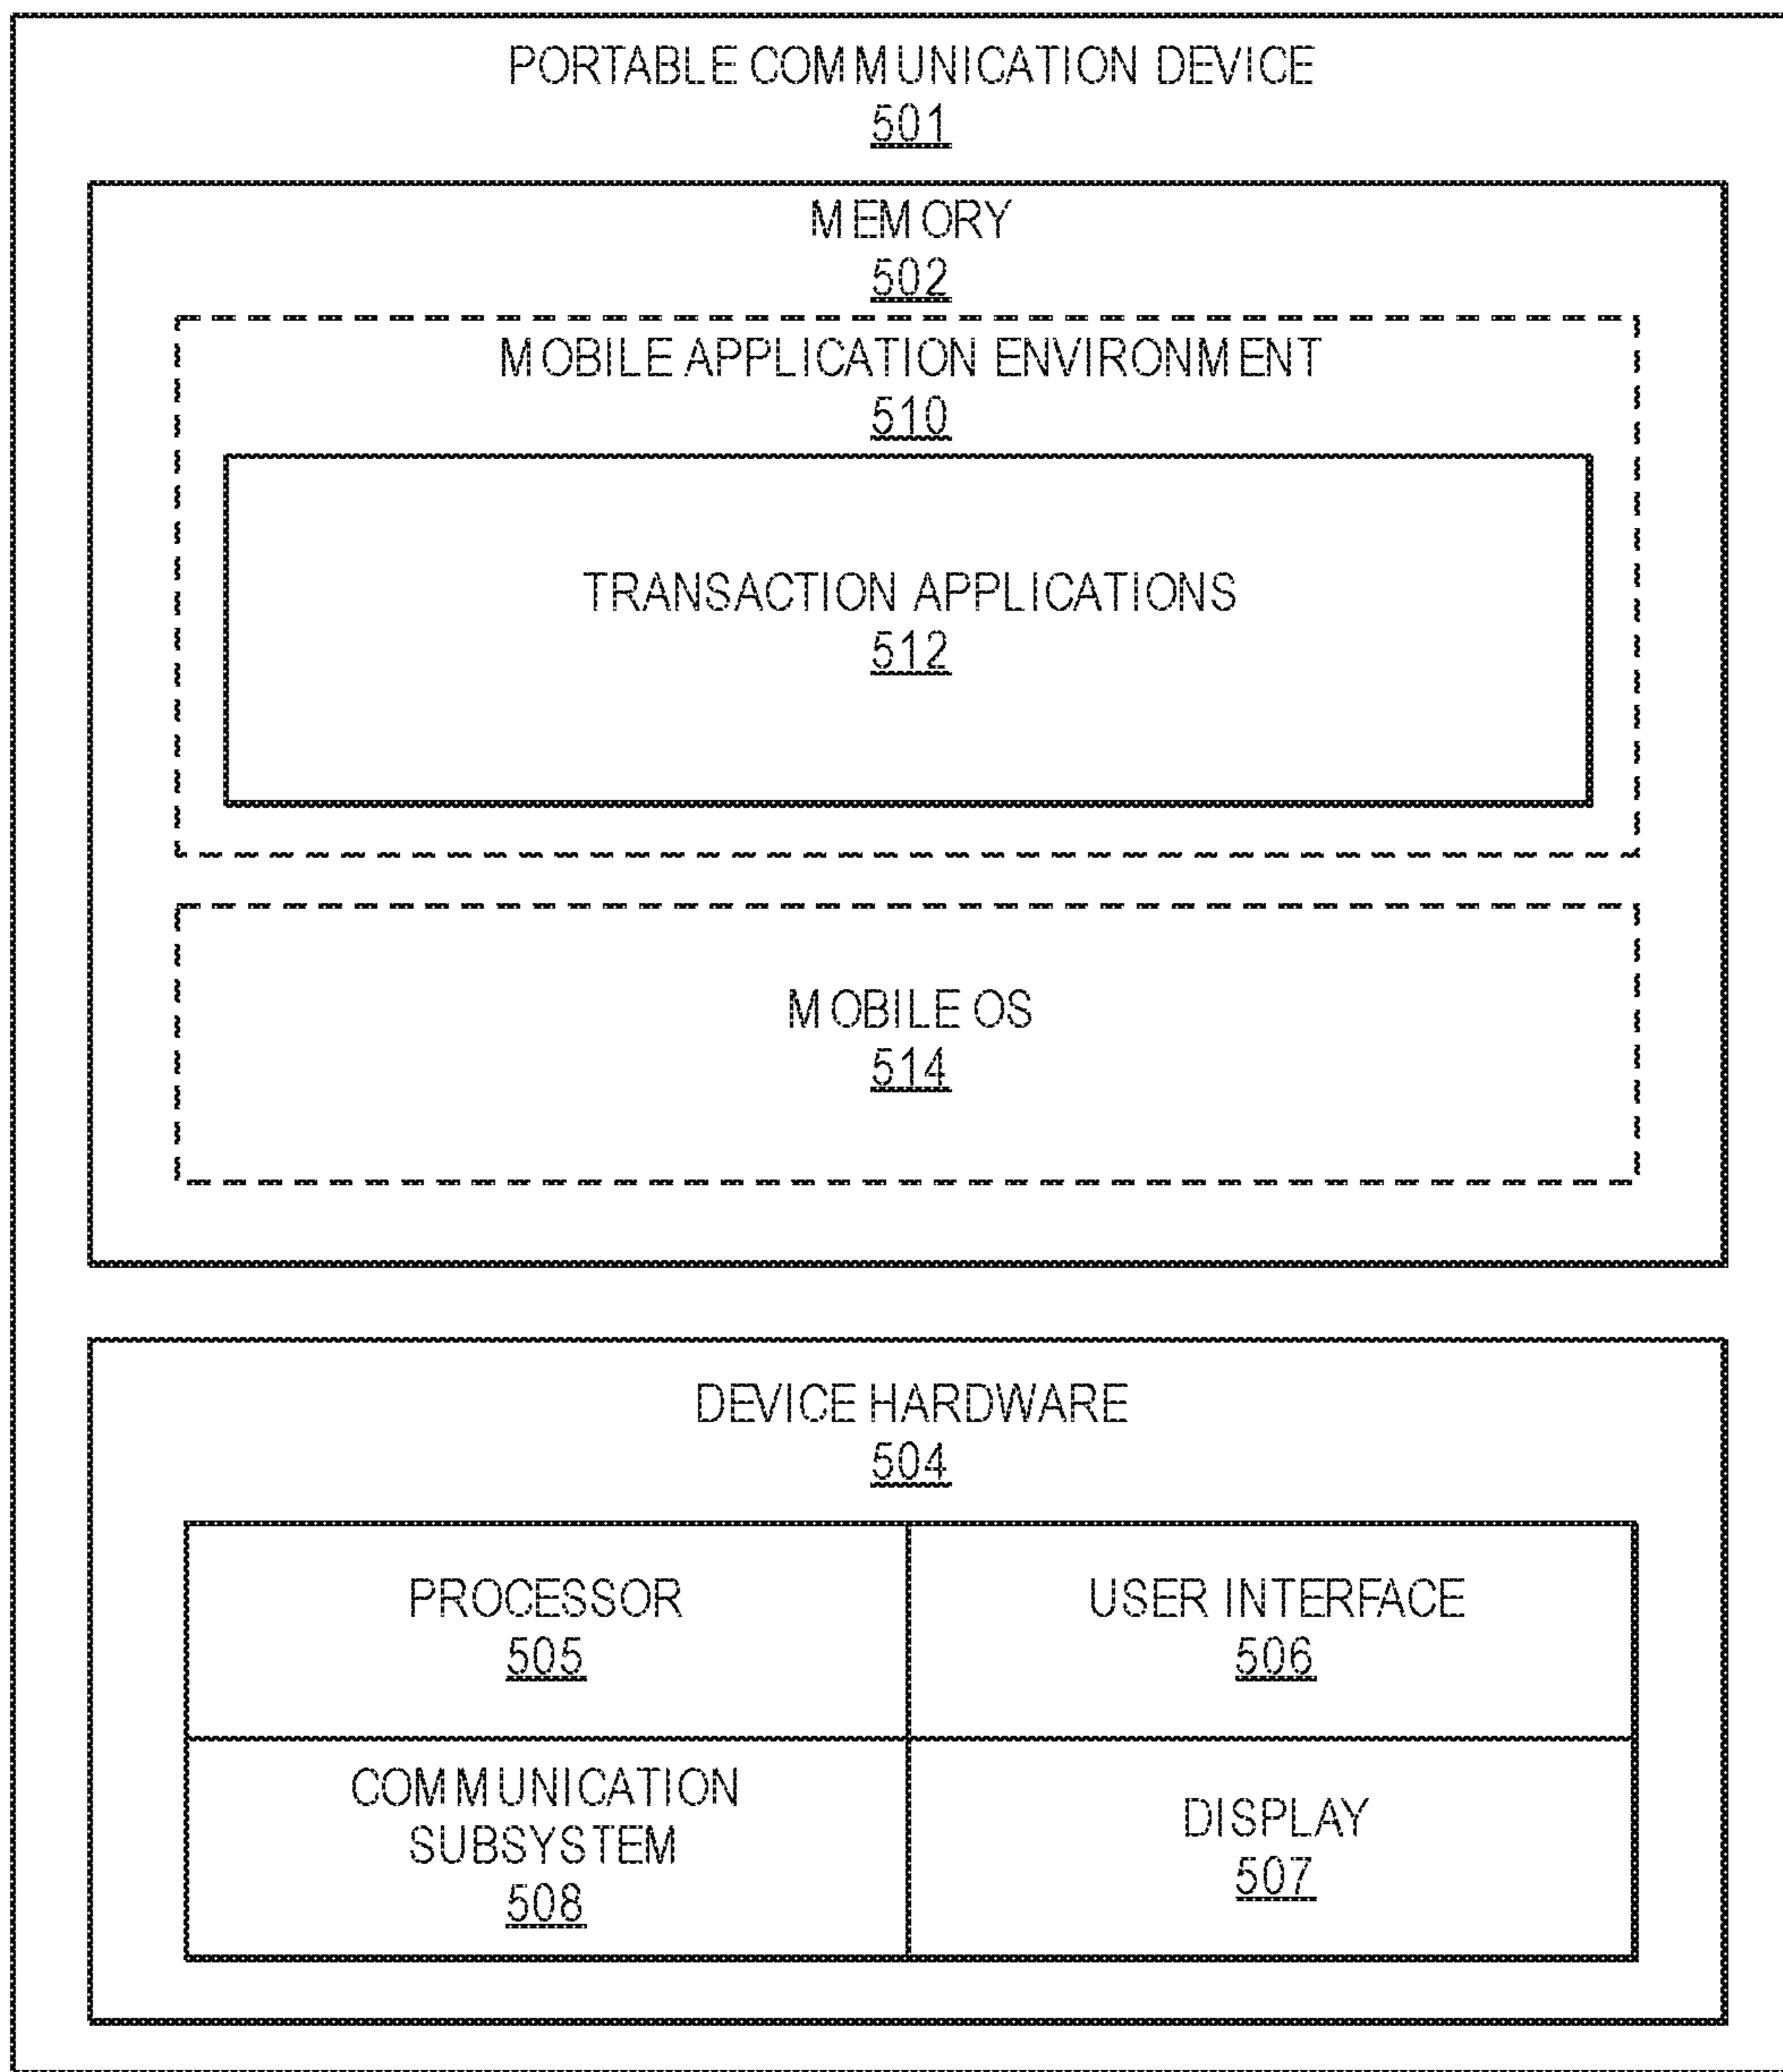 PORTABLE COMMUNICATION DEVICE
501
MEMORY
502
MOBILE APPLICATION ENVIRONMENT
510
TRANSACTION APPLICATIONS
512
MOBILE OS
514
DEVICE HARDWARE
504
PROCESSOR
505
USER INTERFACE
506
COMMUNICATION
SUBSYSTEM
508
DISPLAY
507